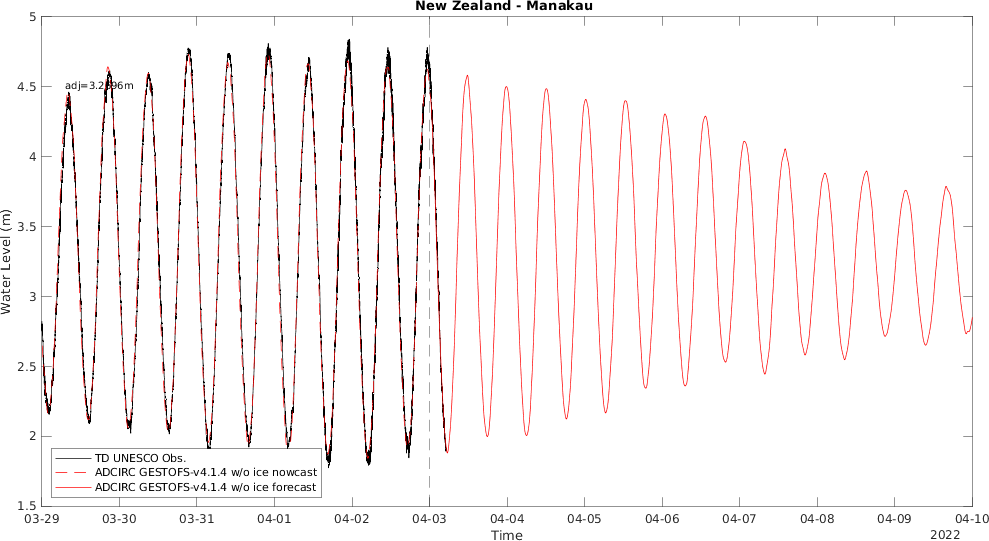 New Zealand - Manakau
5
4.5
4
3.5
3
2.5
2
1.5
Water Level (m)
TD UNESCO Obs.
ADCIRC GESTOFS-v4.1.4 w/o ice nowcast
ADCIRC GESTOFS-v4.1.4 w/o ice forecast
03-29 03-30 03-31 04-01 04-02 04-03 04-04 04-05 04-06 04-07 04-08 04-09 04-10
Time
2022